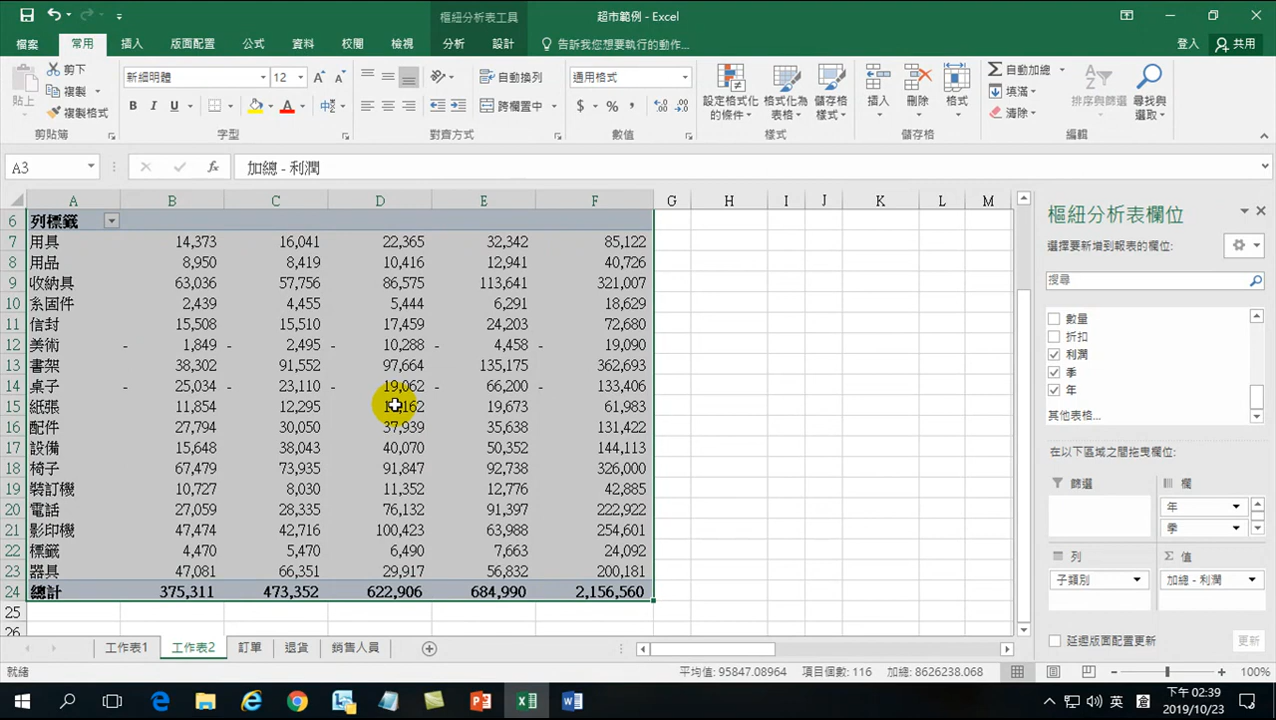 樞紐分析表工具
超市範例 - Excel
檔案 常用 插入 版面配置 公式 資料 校閱 檢視 分析 設計 告訴我您想要執行的動作... 登入 共用
貼上 剪下 複製 複製格式 剪貼簿
新細明體 12 B I U A 字型
自動換列 跨欄置中 對齊方式
通用格式 $ % 數值
設定格式化的條件 格式化為表格 儲存格樣式 樣式
插入 刪除 格式 儲存格
自動加總 填滿 清除 排序與篩選 尋找與選取 編輯
A3 fx 加總 - 利潤
A B C D E F G H I J K L M
6 列標籤
7 用具 14,373 16,041 22,365 32,342 85,122
8 用品 8,950 8,419 10,416 12,941 40,726
9 收納具 63,036 57,756 86,575 113,641 321,007
10 系固件 2,439 4,455 5,444 6,291 18,629
11 信封 15,508 15,510 17,459 24,203 72,680
12 美術 - 1,849 - 2,495 - 10,288 - 4,458 - 19,090
13 書架 38,302 91,552 97,664 135,175 362,693
14 桌子 - 25,034 - 23,110 - 19,062 - 66,200 - 133,406
15 紙張 11,854 12,295 19,673 61,983
16 配件 27,794 30,050 37,939 35,638 131,422
17 設備 15,648 38,043 40,070 50,352 144,113
18 椅子 67,479 73,935 91,847 92,738 326,000
19 裝訂機 10,727 8,030 11,352 12,776 42,885
20 電話 27,059 28,335 76,132 91,397 222,922
21 影印機 47,474 42,716 100,423 63,988 254,601
22 標籤 4,470 5,470 6,490 7,663 24,092
23 器具 47,081 66,351 29,917 56,832 200,181
24 總計 375,311 473,352 622,906 684,990 2,156,560
25
26
樞紐分析表欄位
選擇要新增到報表的欄位:
搜尋
數量
折扣
利潤
季
年
其他表格...
在以下區域之間拖曳欄位:
篩選 欄
年
季
列 Σ 值
子類別 加總 - 利潤
延遲版面配置更新 更新
工作表1 工作表2 訂單 退貨 銷售人員
就緒 平均值: 95847.08964 項目個數: 116 加總: 8626238.068 100%
英 下午 02:39
2019/10/23